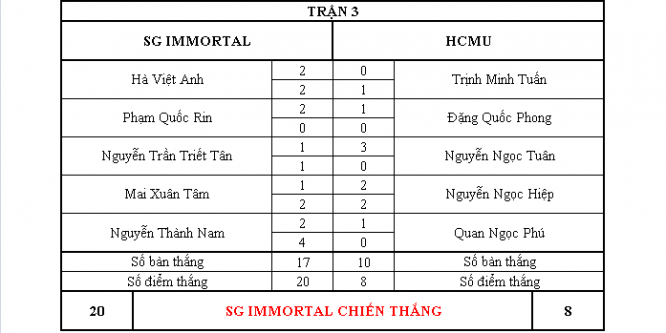 TRẬN 3
SG IMMORTAL HCMU
Hà Việt Anh 2 0 Trịnh Minh Tuấn
2 1
Phạm Quốc Rin 2 1 Đặng Quốc Phong
0 0
Nguyễn Trần Triết Tân 1 3 Nguyễn Ngọc Tuân
1 0
Mai Xuân Tâm 1 2 Nguyễn Ngọc Hiệp
2 2
Nguyễn Thành Nam 2 1 Quan Ngọc Phú
4 0
Số bàn thắng 17 10 Số bàn thắng
Số điểm thắng 20 8 Số điểm thắng
20 SG IMMORTAL CHIẾN THẮNG 8